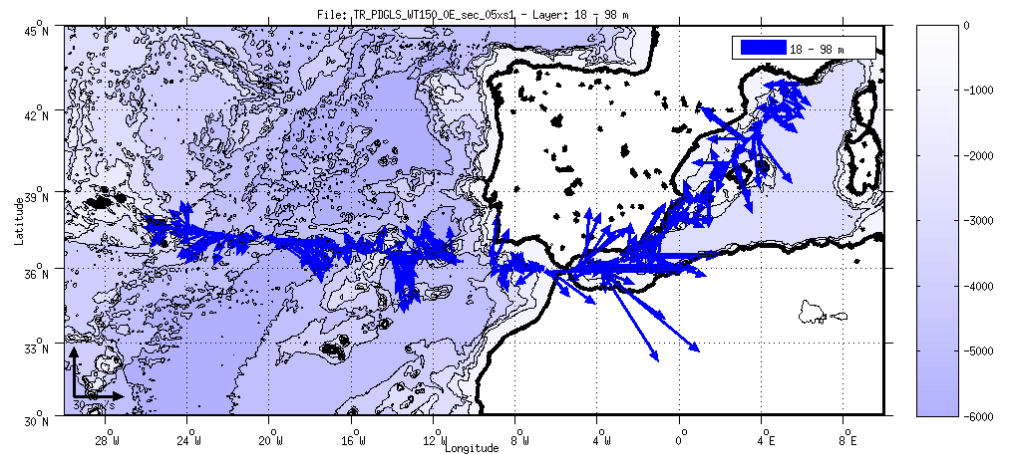 File: TR_PDGLS_WT150_0E_sec_05xs1 - Layer: 18 - 98 m
18 - 98 m
45°N
42°N
39°N
36°N
33°N
30°N
Latitude
28°W 24°W 20°W 16°W 12°W 8°W 4°W 0° 4°E 8°E
Longitude
0
-1000
-2000
-3000
-4000
-5000
-6000